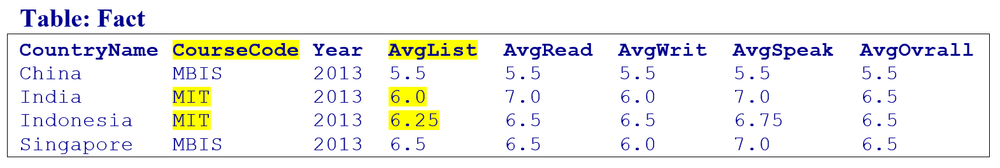 Table: Fact
CountryName CourseCode Year AvgList AvgRead AvgWrit AvgSpeak AvgOvrall
China MBIS 2013 5.5 5.5 5.5 5.5 5.5
India MIT 2013 6.0 7.0 6.0 7.0 6.5
Indonesia MIT 2013 6.25 6.5 6.5 6.75 6.5
Singapore MBIS 2013 6.5 6.5 6.0 7.0 6.5